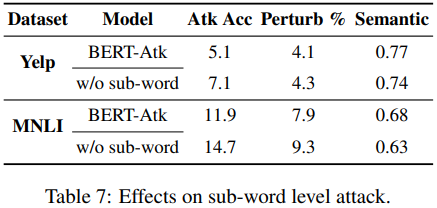 Dataset Model Atk Acc Perturb % Semantic
Yelp BERT-Atk 5.1 4.1 0.77
w/o sub-word 7.1 4.3 0.74
MNLI BERT-Atk 11.9 7.9 0.68
w/o sub-word 14.7 9.3 0.63
Table 7: Effects on sub-word level attack.